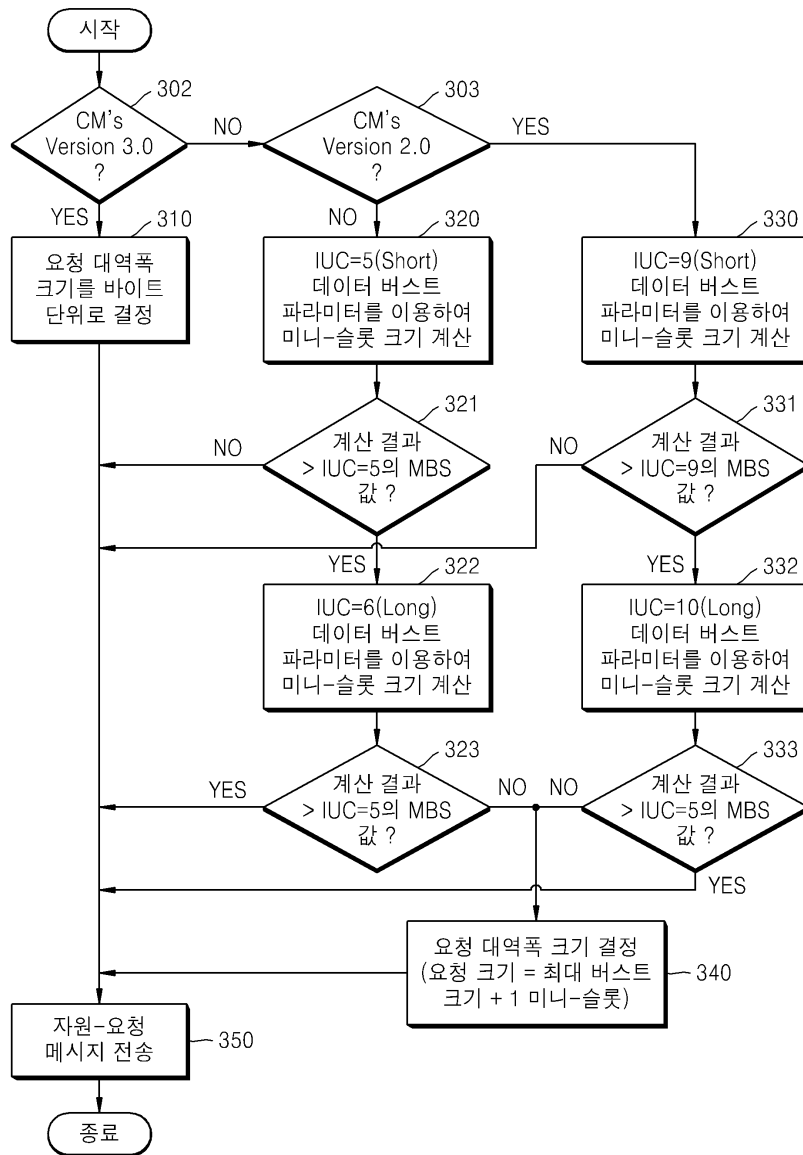 시작
302
CM's
Version 3.0
?
NO
303
CM's
Version 2.0
?
YES
YES
310
요청 대역폭
크기를 바이트
단위로 결정
NO
320
IUC=5(Short)
데이터 버스트
파라미터를 이용하여
미니-슬롯 크기 계산
330
IUC=9(Short)
데이터 버스트
파라미터를 이용하여
미니-슬롯 크기 계산
321
계산 결과
> IUC=5의 MBS
값 ?
NO
331
계산 결과
> IUC=9의 MBS
값 ?
NO
YES
322
IUC=6(Long)
데이터 버스트
파라미터를 이용하여
미니-슬롯 크기 계산
YES
332
IUC=10(Long)
데이터 버스트
파라미터를 이용하여
미니-슬롯 크기 계산
323
계산 결과
> IUC=5의 MBS
값 ?
YES
NO
NO
333
계산 결과
> IUC=5의 MBS
값 ?
YES
요청 대역폭 크기 결정
(요청 크기 = 최대 버스트
크기 + 1 미니-슬롯)
340
자원-요청
메시지 전송
350
종료